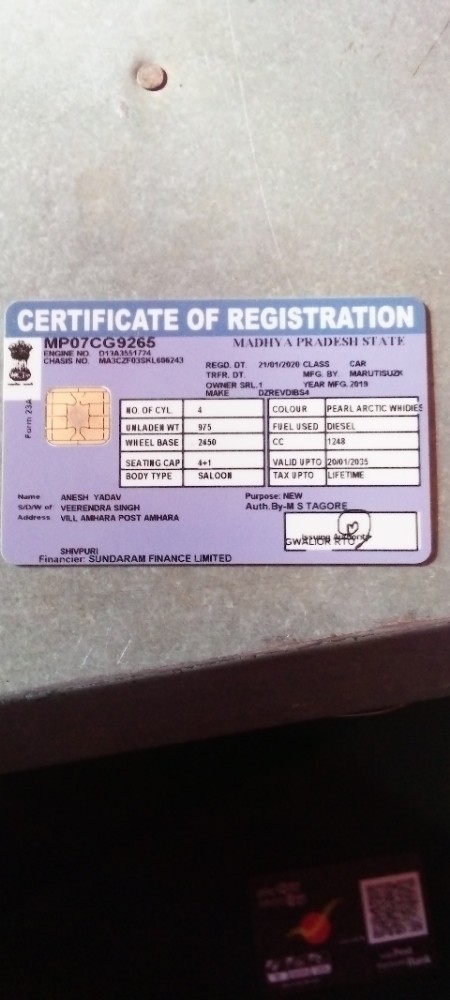 CERTIFICATE OF REGISTRATION
MP07CG9265 MADHYA PRADESH STATE
ENGINE NO. D13A3551774
CHASIS NO. MA3CZF03SKL606243
REGD. DT. 21/01/2020 CLASS CAR
TRFR. DT. MFG. BY. MARUTISUZK
OWNER SRL.1 YEAR MFG. 2019
MAKE DZREVDIBS4
Form 23A
NO. OF CYL. 4 COLOUR PEARL ARCTIC WHIDIES
UNLADEN WT 975 FUEL USED DIESEL
WHEEL BASE 2450 CC 1248
SEATING CAP 4+1 VALID UPTO 20/01/2035
BODY TYPE SALOON TAX UPTO LIFETIME
Name ANESH YADAV Purpose: NEW
S/D/W of VEERENDRA SINGH Auth.By-M S TAGORE
Address VILL AMHARA POST AMHARA
Issuing Authority
GWALIOR RTO
SHIVPURI
Financier: SUNDARAM FINANCE LIMITED
Bank